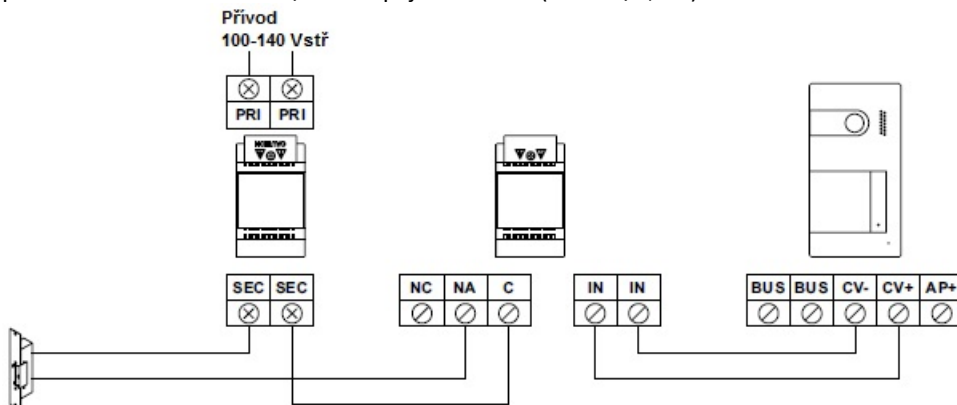 Přívod
100-140 Vstř
PRI PRI
SEC SEC
NC NA C
IN IN
BUS BUS CV- CV+ AP+